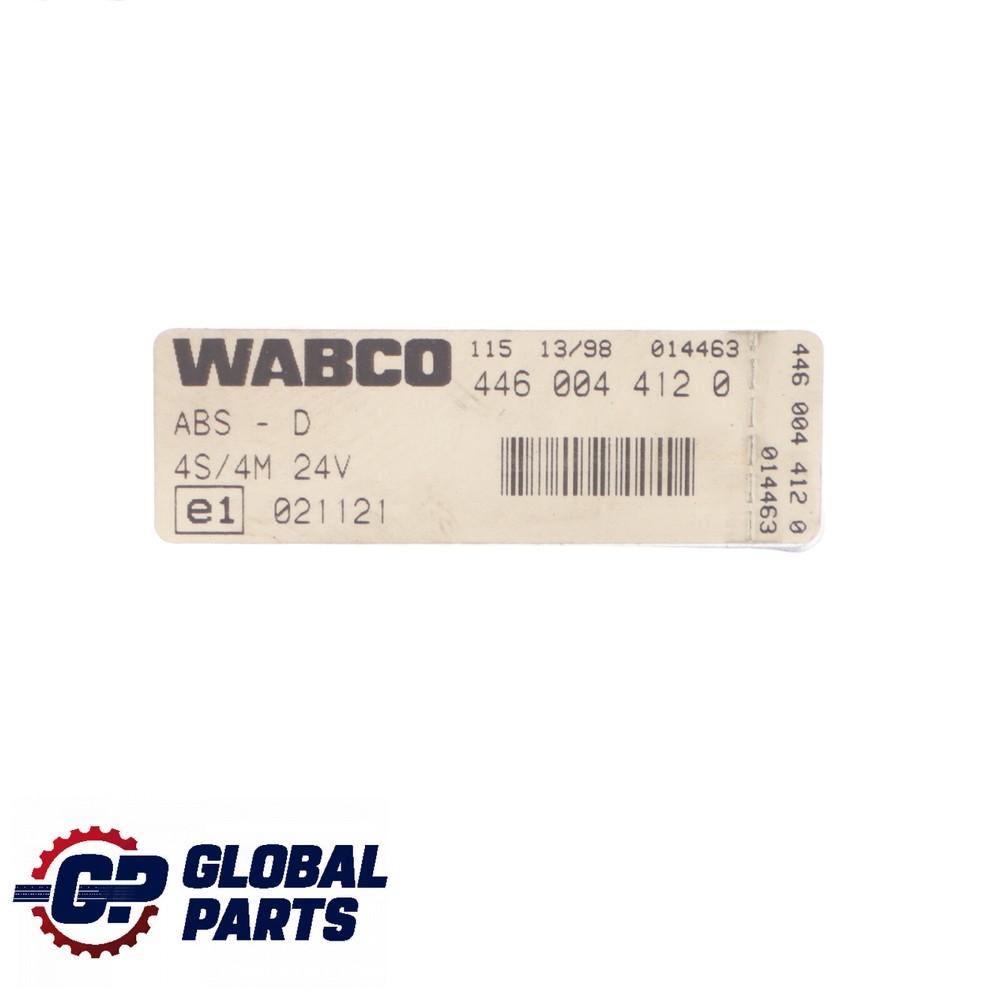 WABCO
115 13/98 014463
446 004 412 0
ABS - D
4S/4M 24V
e1 021121
446 004 412 0
014463
GP GLOBAL
PARTS